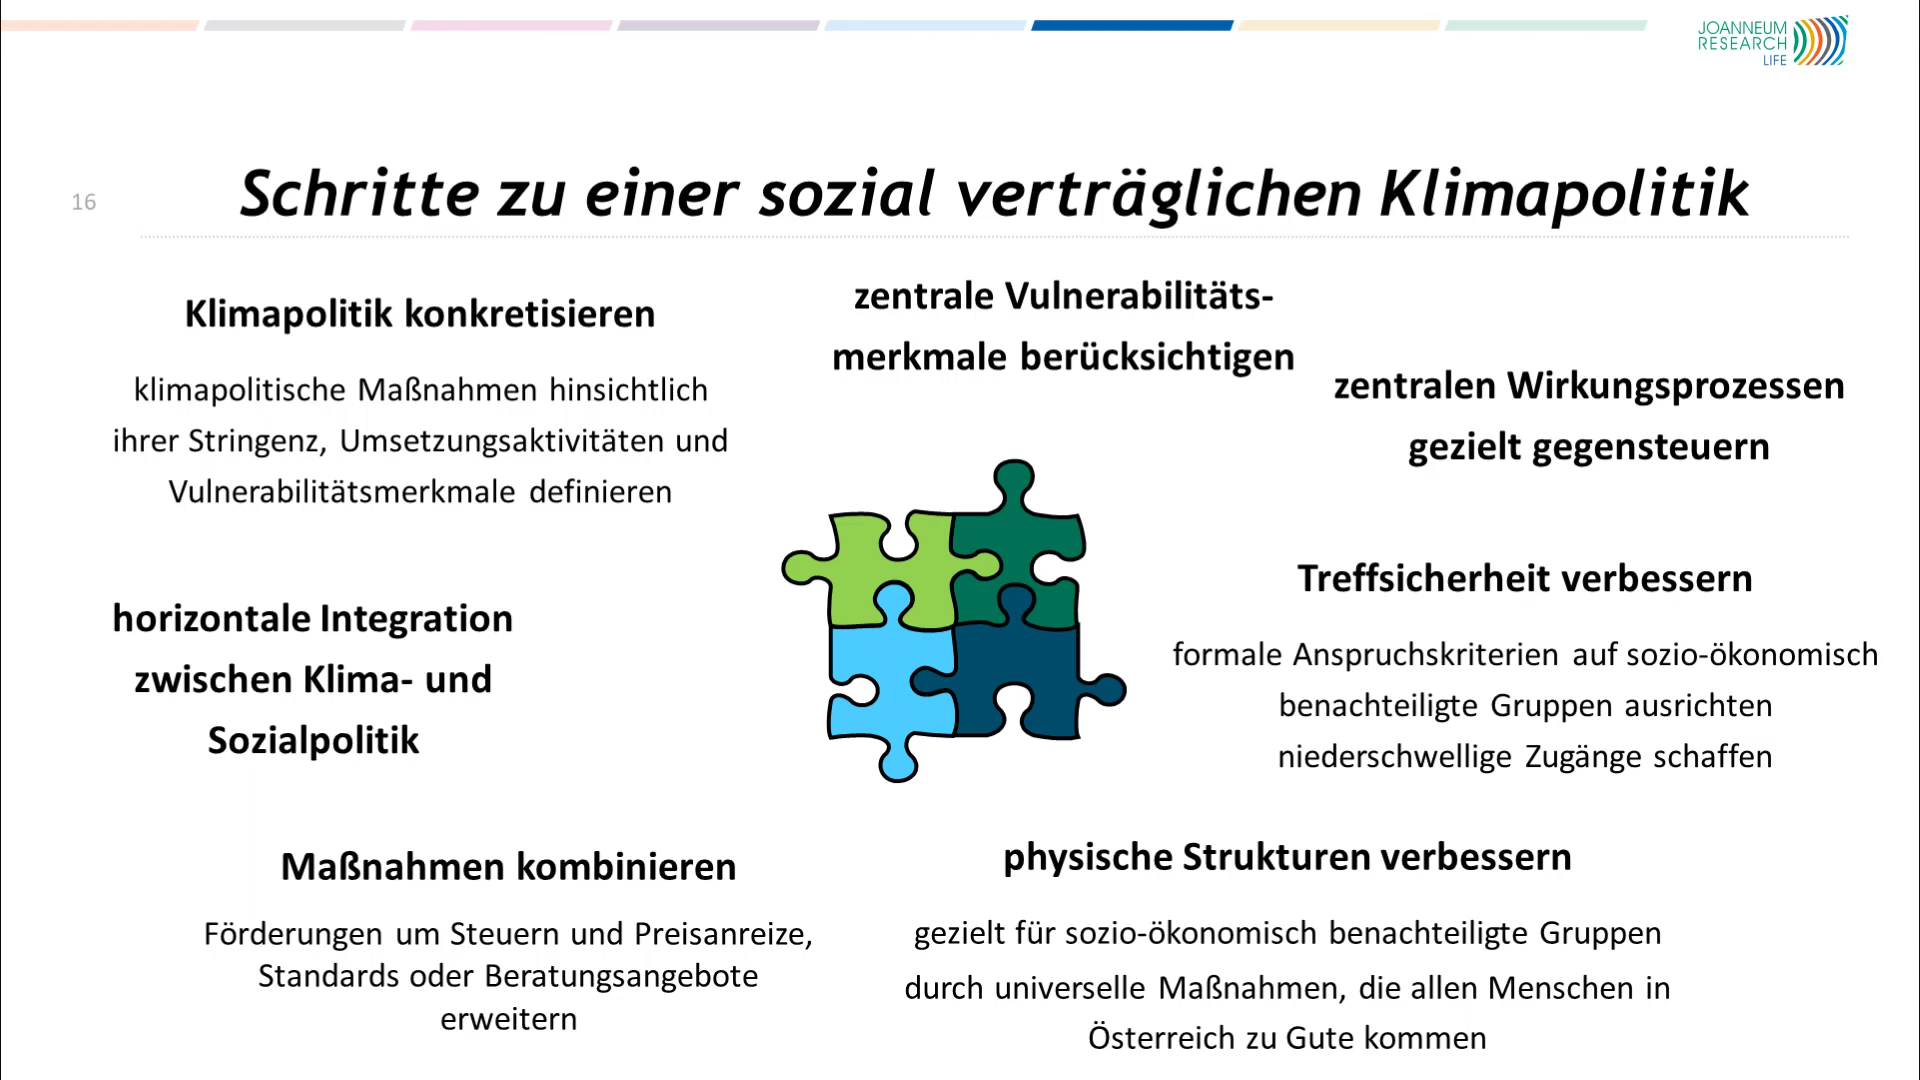 JOANNEUM
RESEARCH
LIFE
16
Schritte zu einer sozial verträglichen Klimapolitik
Klimapolitik konkretisieren
klimapolitische Maßnahmen hinsichtlich
ihrer Stringenz, Umsetzungsaktivitäten und
Vulnerabilitätsmerkmale definieren
zentrale Vulnerabilitäts-
merkmale berücksichtigen
zentralen Wirkungsprozessen
gezielt gegensteuern
horizontale Integration
zwischen Klima- und
Sozialpolitik
Treffsicherheit verbessern
formale Anspruchskriterien auf sozio-ökonomisch
benachteiligte Gruppen ausrichten
niederschwellige Zugänge schaffen
Maßnahmen kombinieren
Förderungen um Steuern und Preisanreize,
Standards oder Beratungsangebote
erweitern
physische Strukturen verbessern
gezielt für sozio-ökonomisch benachteiligte Gruppen
durch universelle Maßnahmen, die allen Menschen in
Österreich zu Gute kommen